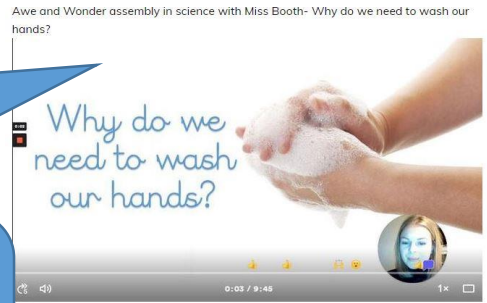 Awe and Wonder assembly in science with Miss Booth- Why do we need to wash our
hands?
Why do we
need to wash
our hands?
0:03 / 9:45
1x